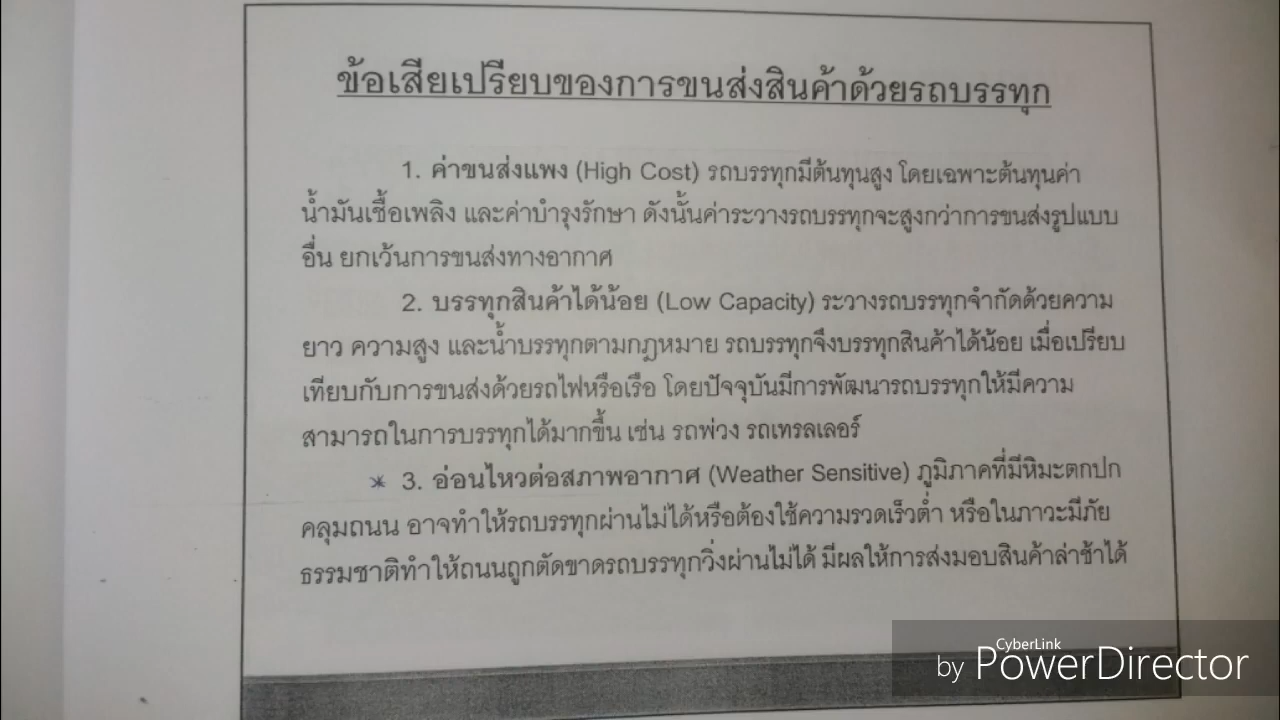 ข้อเสียเปรียบของการขนส่งสินค้าด้วยรถบรรทุก
1. ค่าขนส่งแพง (High Cost) รถบรรทุกมีต้นทุนสูง โดยเฉพาะต้นทุนค่า
น้ำมันเชื้อเพลิง และค่าบำรุงรักษา ดังนั้นค่าระวางรถบรรทุกจะสูงกว่าการขนส่งรูปแบบ
อื่น ยกเว้นการขนส่งทางอากาศ
2. บรรทุกสินค้าได้น้อย (Low Capacity) ระวางรถบรรทุกจำกัดด้วยความ
ยาว ความสูง และน้ำบรรทุกตามกฎหมาย รถบรรทุกจึงบรรทุกสินค้าได้น้อย เมื่อเปรียบ
เทียบกับการขนส่งด้วยรถไฟหรือเรือ โดยปัจจุบันมีการพัฒนารถบรรทุกให้มีความ
สามารถในการบรรทุกได้มากขึ้น เช่น รถพ่วง รถเทรลเลอร์
* 3. อ่อนไหวต่อสภาพอากาศ (Weather Sensitive) ภูมิภาคที่มีหิมะตกปก
คลุมถนน อาจทำให้รถบรรทุกผ่านไม่ได้หรือต้องใช้ความรวดเร็วต่ำ หรือในภาวะมีภัย
ธรรมชาติทำให้ถนนถูกตัดขาดรถบรรทุกวิ่งผ่านไม่ได้ มีผลให้การส่งมอบสินค้าล่าช้าได้
CyberLink
by PowerDirector